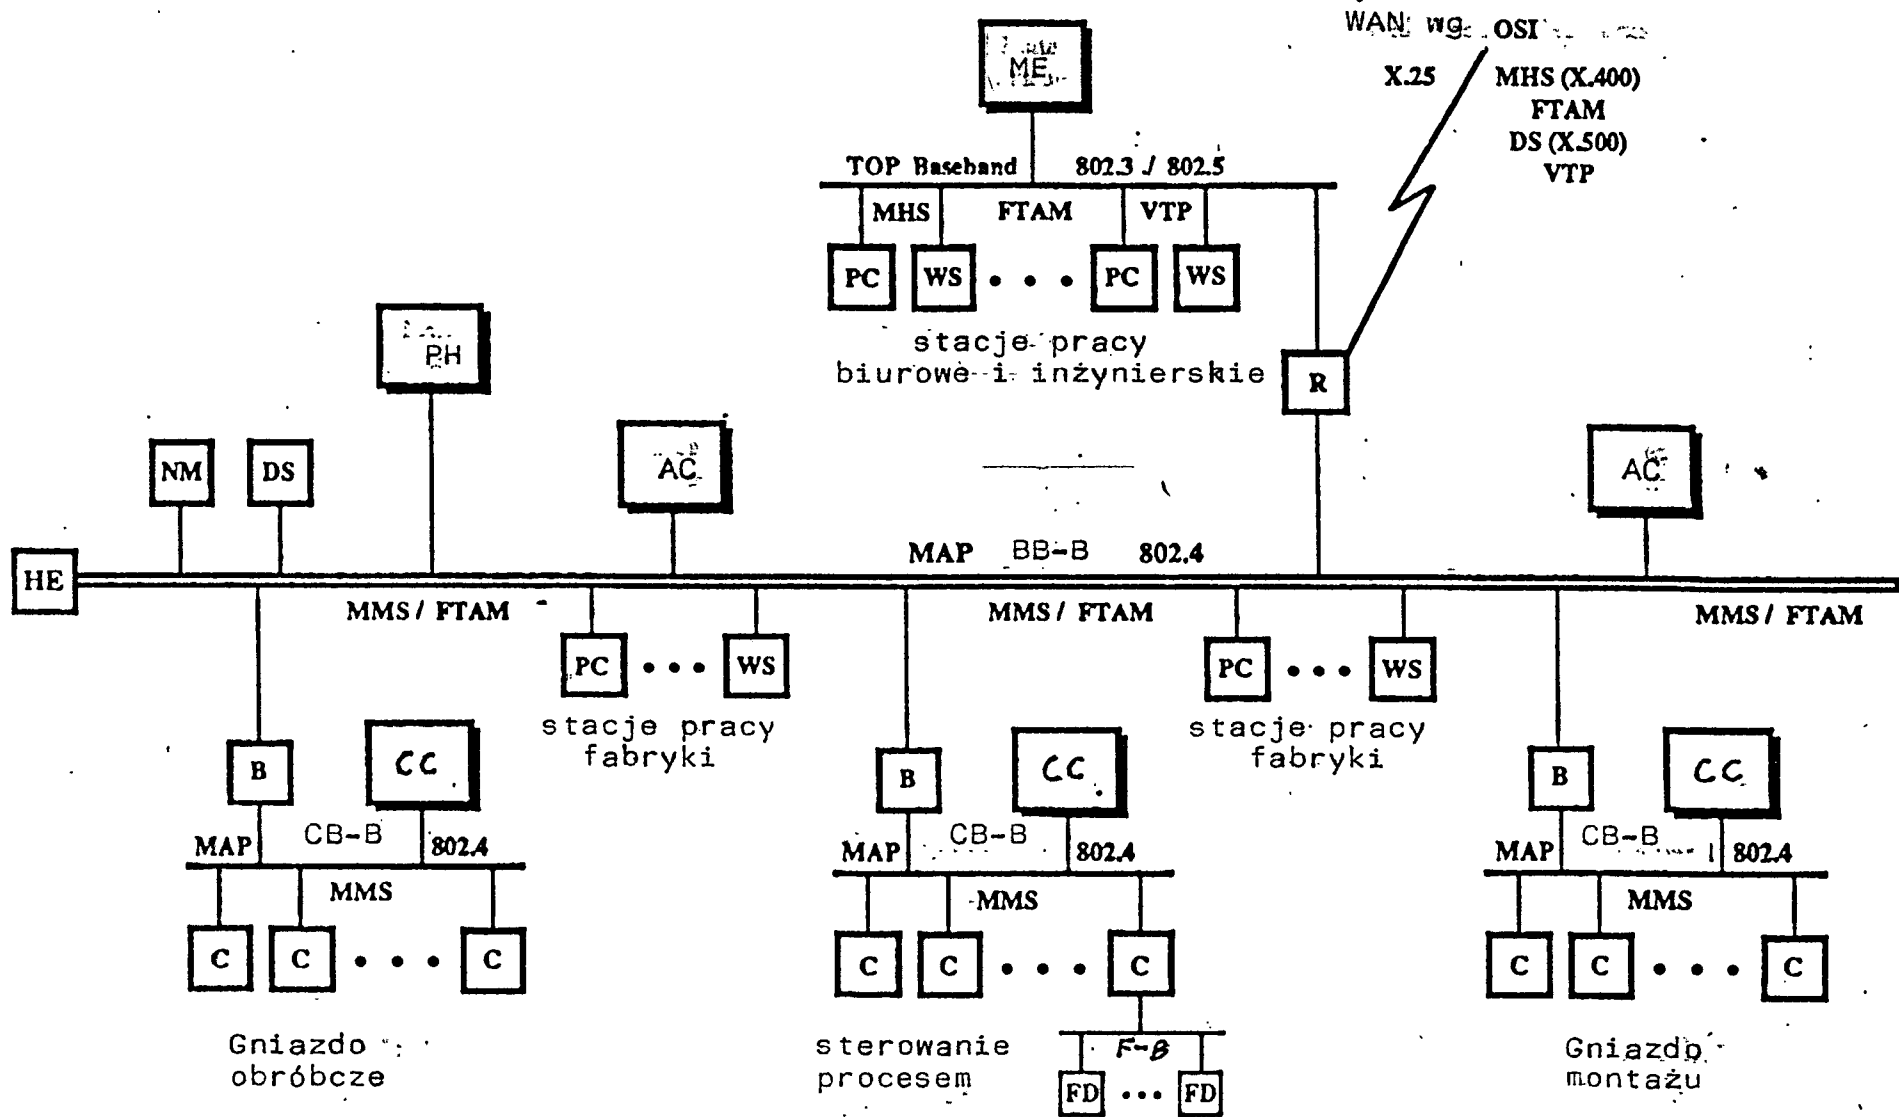 WAN wg OSI
X.25 MHS (X.400)
FTAM
DS (X.500)
VTP
ME
TOP Baseband 802.3 / 802.5
MHS FTAM VTP
PC WS • • • PC WS
stacje pracy
biurowe i inżynierskie
R
PH
NM DS AC AC
MAP BB-B 802.4
HE
MMS / FTAM MMS / FTAM MMS / FTAM
PC • • • WS PC • • • WS
stacje pracy stacje pracy
fabryki fabryki
B CC B CC B CC
MAP CB-B 802.4 MAP CB-B 802.4 MAP CB-B 802.4
MMS MMS MMS
C C • • • C C C • • • C C C • • • C
Gniazdo sterowanie F-B Gniazdo
obróbcze procesem FD • • • FD montażu